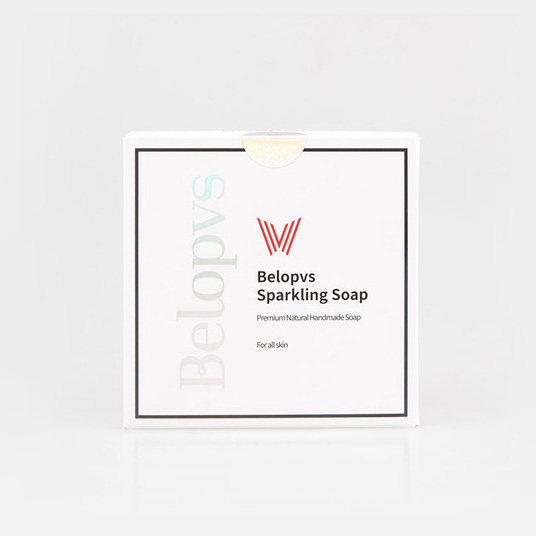 Belopvs
Belopvs
Sparkling Soap
Premium Natural Handmade Soap
For all skin